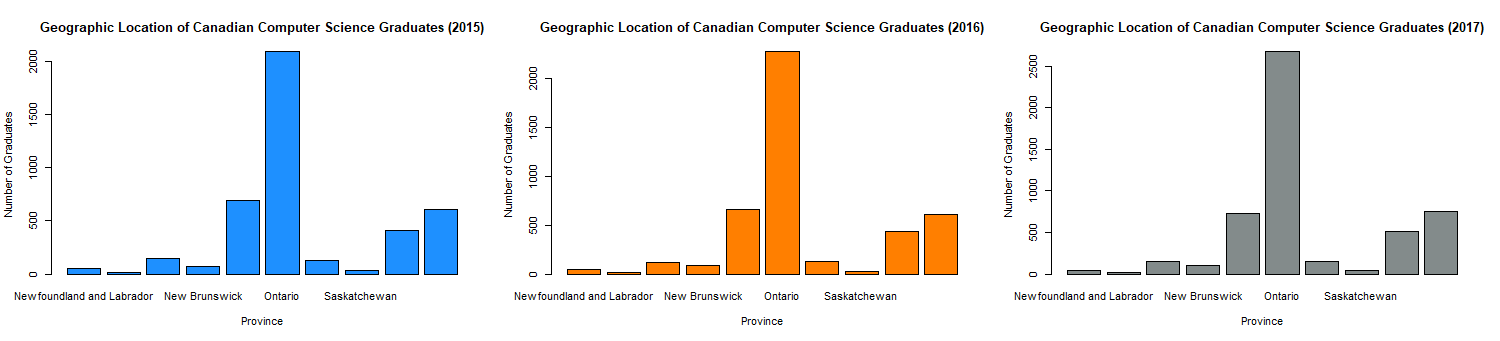 Geographic Location of Canadian Computer Science Graduates (2015)
Number of Graduates
2000
1500
1000
500
0
Newfoundland and Labrador New Brunswick Ontario Saskatchewan
Province
Geographic Location of Canadian Computer Science Graduates (2016)
Number of Graduates
2000
1500
1000
500
0
Newfoundland and Labrador New Brunswick Ontario Saskatchewan
Province
Geographic Location of Canadian Computer Science Graduates (2017)
Number of Graduates
2500
2000
1500
1000
500
0
Newfoundland and Labrador New Brunswick Ontario Saskatchewan
Province